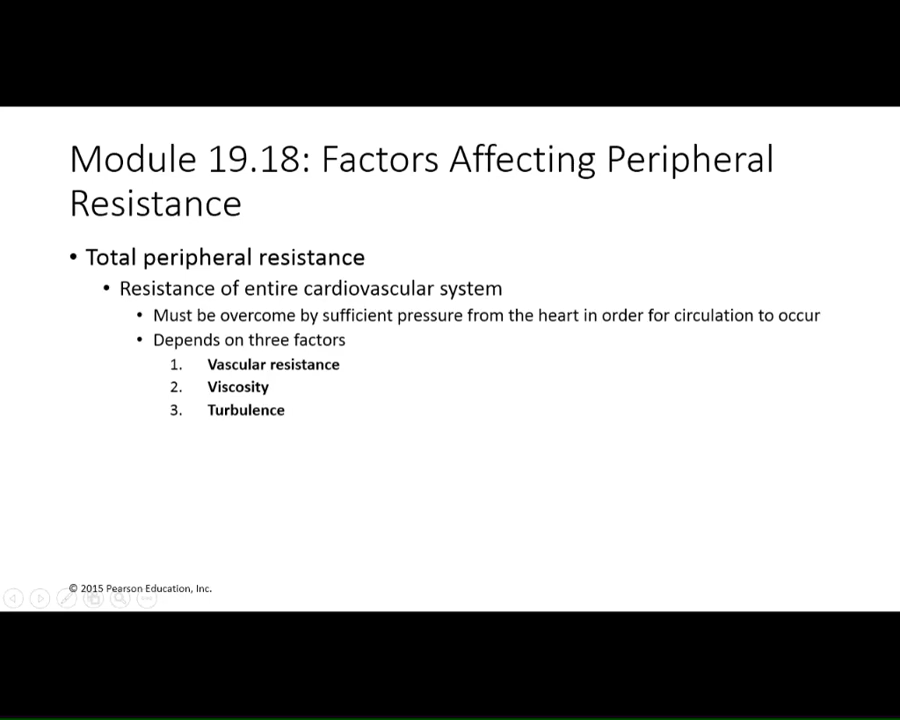 Module 19.18: Factors Affecting Peripheral
Resistance
• Total peripheral resistance
• Resistance of entire cardiovascular system
• Must be overcome by sufficient pressure from the heart in order for circulation to occur
• Depends on three factors
1. Vascular resistance
2. Viscosity
3. Turbulence
© 2015 Pearson Education, Inc.